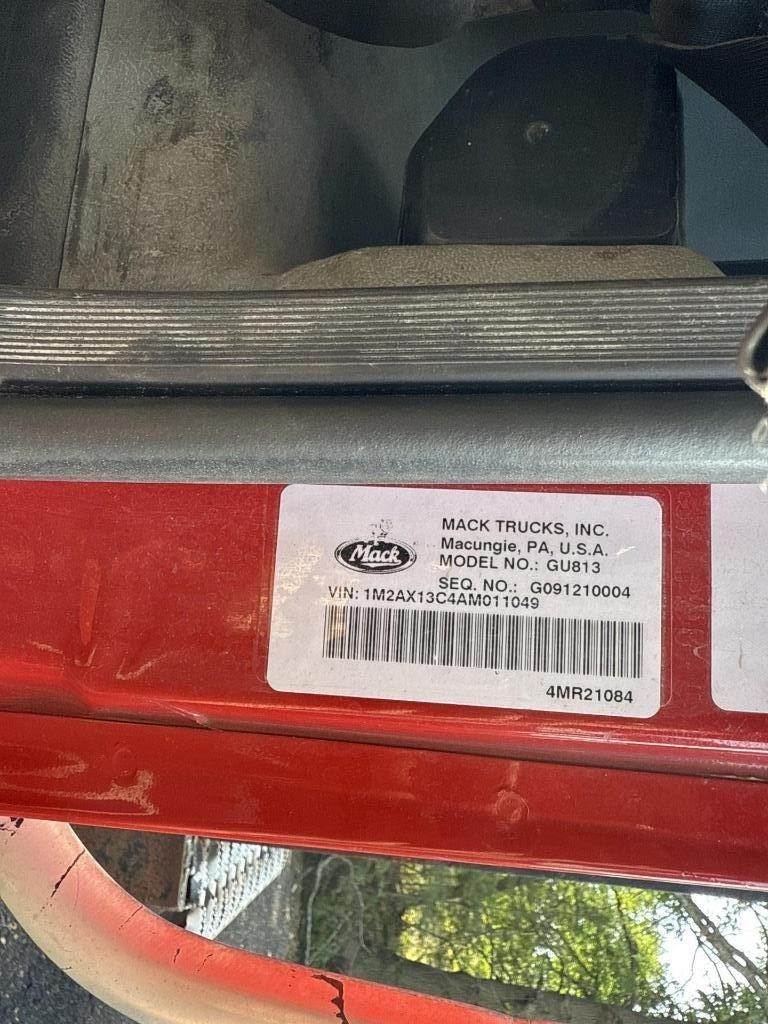 Mack
MACK TRUCKS, INC.
Macungie, PA, U.S.A.
MODEL NO.: GU813
SEQ. NO.: G091210004
VIN: 1M2AX13C4AM011049
4MR21084